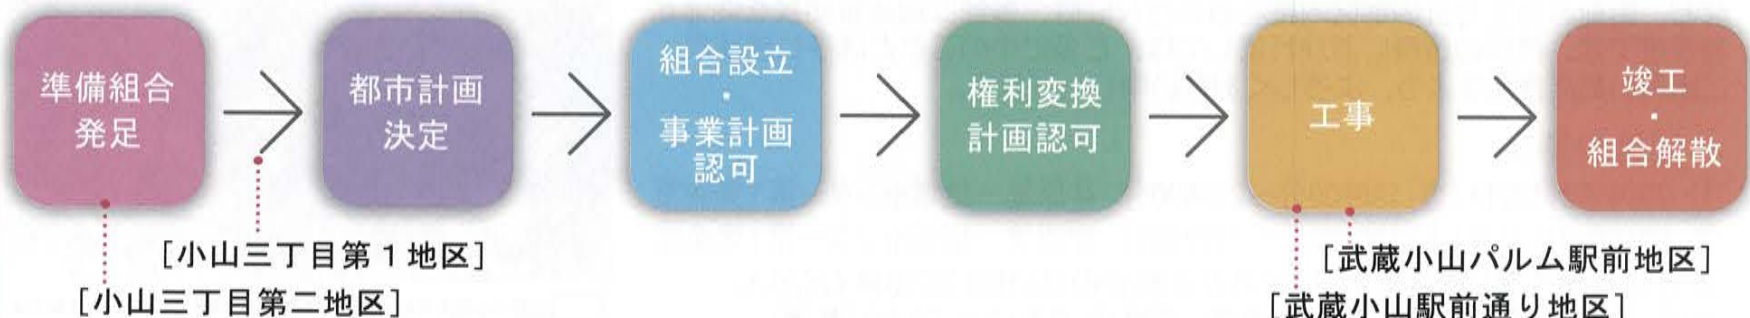 準備組合
発足
都市計画
決定
組合設立
・
事業計画
認可
権利変換
計画認可
工事
竣工
・
組合解散
[小山三丁目第1地区]
[小山三丁目第二地区]
[武蔵小山パルム駅前地区]
[武蔵小山駅前通り地区]